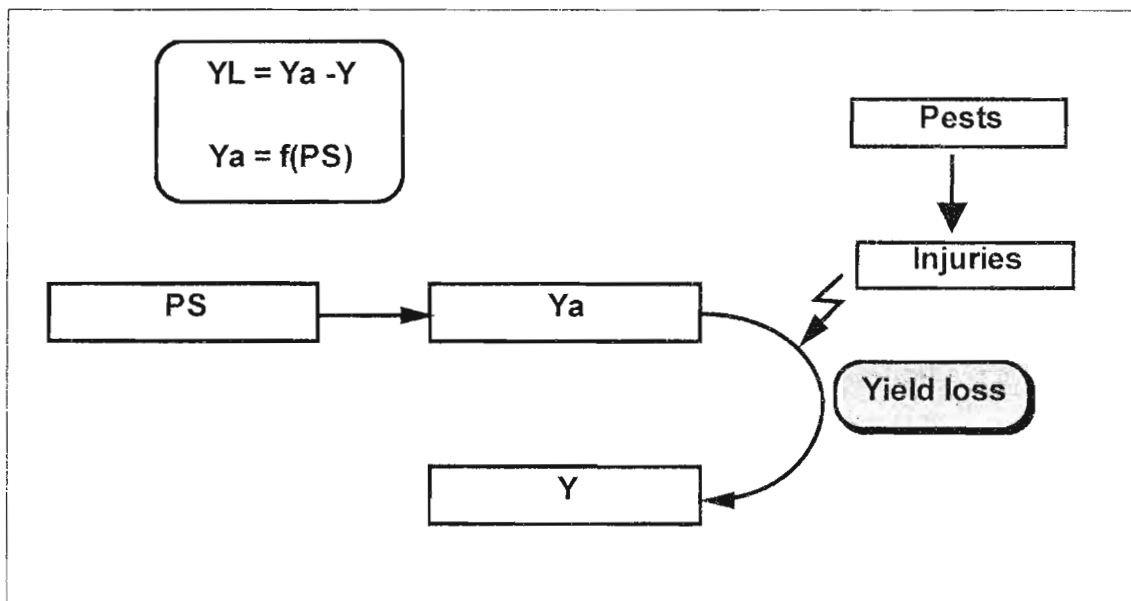 YL = Ya -Y
Ya = f(PS)
Pests
Injuries
PS
Ya
Yield loss
Y